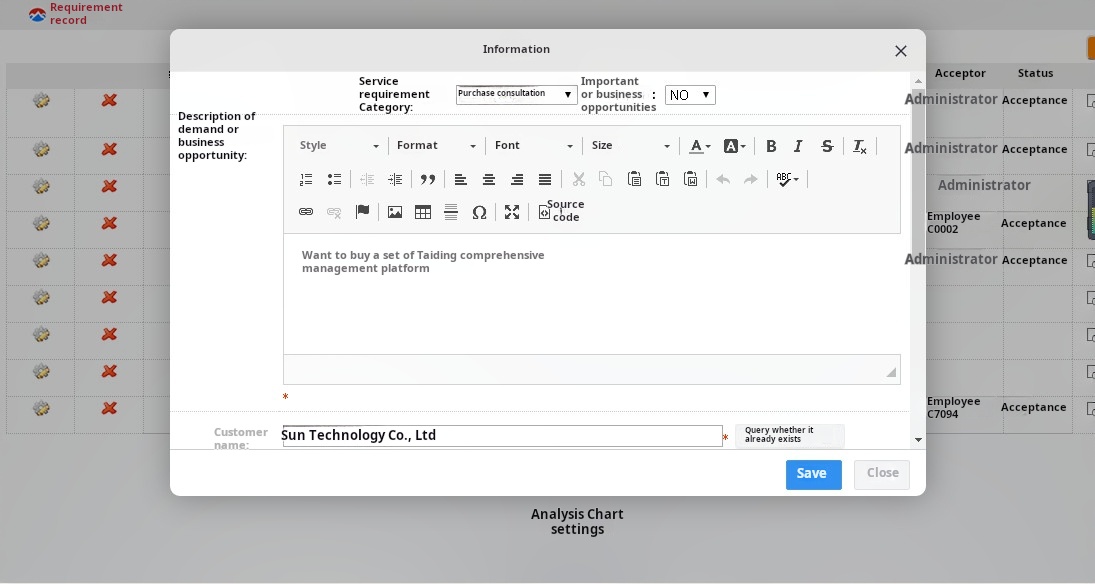 Requirement
record
Information
Acceptor
Status
Service
requirement
Category:
Purchase consultation
Important
or business
opportunities
:
NO
Administrator
Acceptance
Description of
demand or
business
opportunity:
Style
Format
Font
Size
Administrator
Acceptance
Administrator
Source
code
Employee
C0002
Acceptance
Want to buy a set of Taiding comprehensive
management platform
Administrator
Acceptance
*
Employee
C7094
Acceptance
Customer
name:
Sun Technology Co., Ltd
*
Query whether it
already exists
Save
Close
Analysis Chart
settings